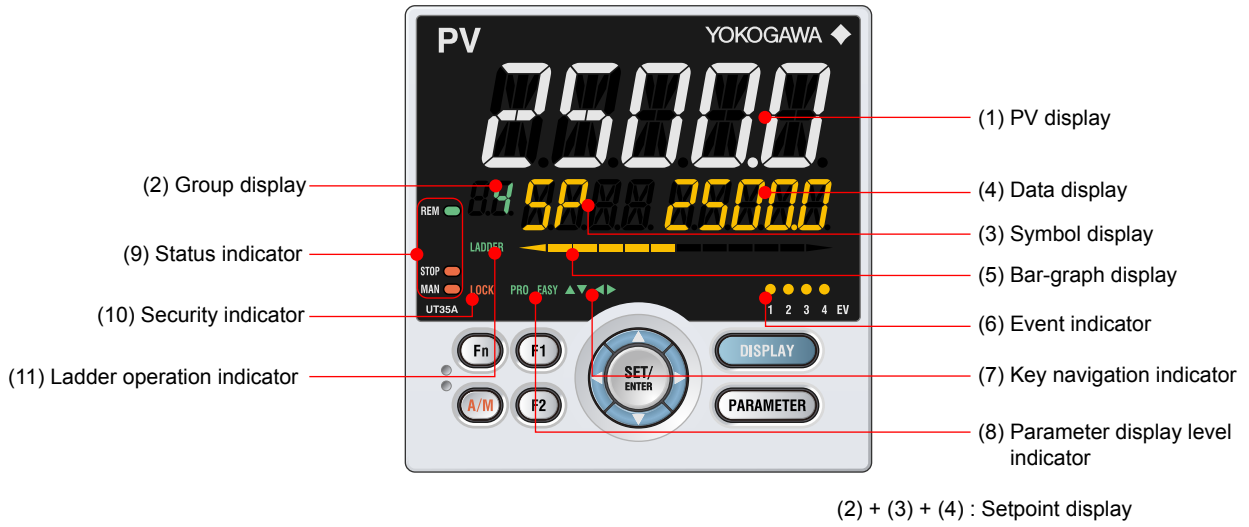 PV
YOKOGAWA
2500.0
(1) PV display
(2) Group display
4 SP 2500.0
(4) Data display
REM
(3) Symbol display
(9) Status indicator
LADDER
(5) Bar-graph display
STOP
MAN LOCK PRO EASY ▲▼ ◀▶
(10) Security indicator
UT35A
1 2 3 4 EV
(6) Event indicator
Fn F1 DISPLAY
(11) Ladder operation indicator
SET/
ENTER
(7) Key navigation indicator
A/M F2 PARAMETER
(8) Parameter display level
indicator
(2) + (3) + (4) : Setpoint display